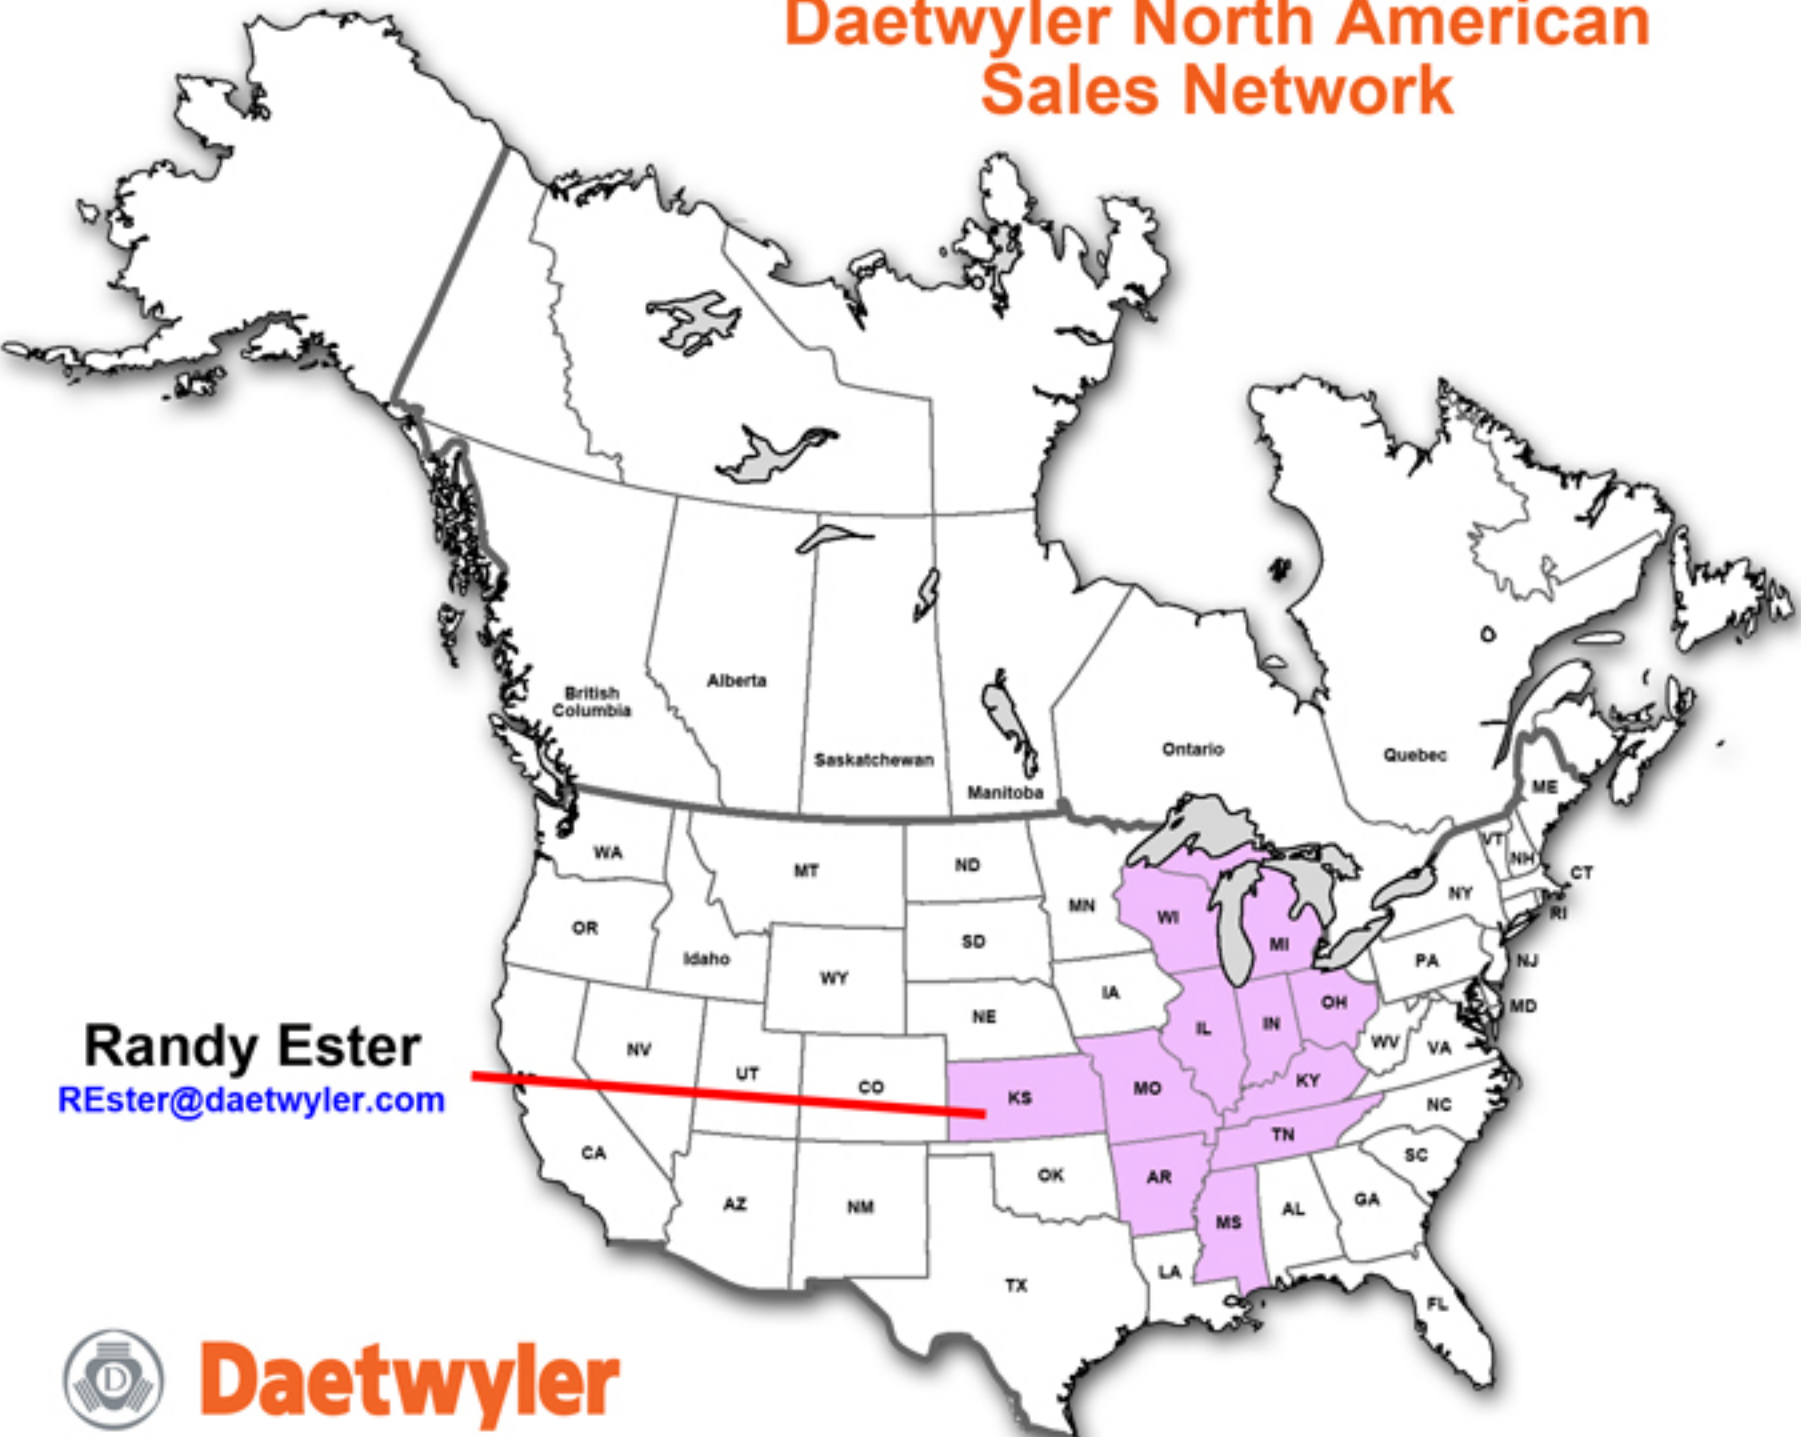 Daetwyler North American
Sales Network
British
Columbia
Alberta
Saskatchewan
Manitoba
Ontario
Quebec
ME
VT
NH
CT
RI
NY
WA
MT
ND
MN
WI
MI
OR
Idaho
SD
WY
PA
NJ
IA
OH
MD
NE
IL
IN
WV
VA
NV
UT
CO
KS
MO
KY
NC
Randy Ester
REster@daetwyler.com
CA
AZ
NM
OK
AR
TN
SC
MS
AL
GA
LA
TX
FL
D
Daetwyler